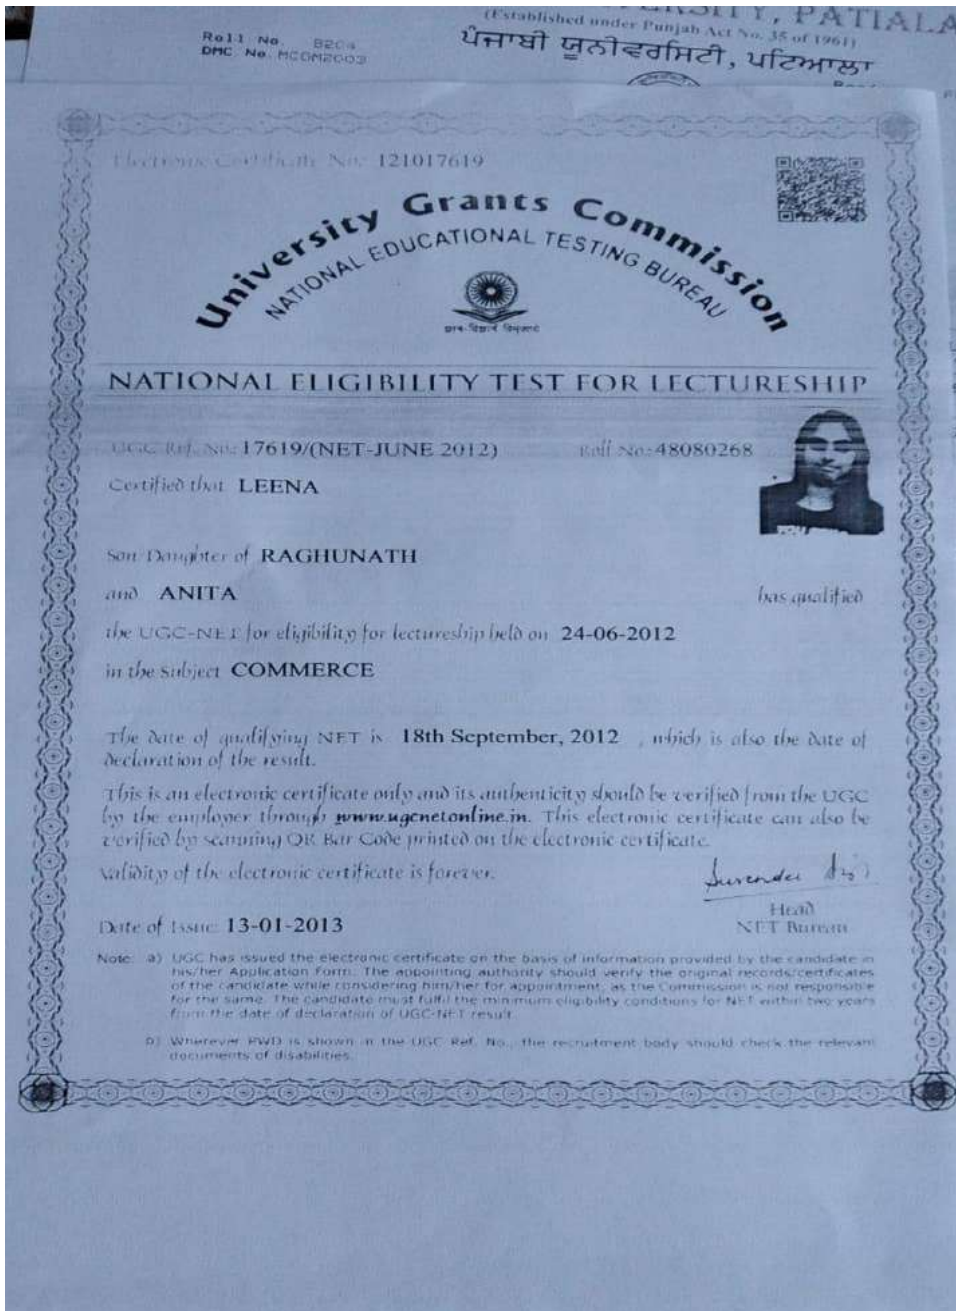 (Established under Punjab Act No. 35 of 1961)
ਪੰਜਾਬੀ ਯੂਨੀਵਰਸਿਟੀ, ਪਟਿਆਲਾ
PATIALA
Roll No. B204
DMC. No. MCOM2003
Electronic Certificate No: 121017619
University Grants Commission
NATIONAL EDUCATIONAL TESTING BUREAU
NATIONAL ELIGIBILITY TEST FOR LECTURESHIP
UGC Ref. No.: 17619/(NET-JUNE 2012) Roll No: 48080268
Certified that LEENA
Son/Daughter of RAGHUNATH
and ANITA has qualified
the UGC-NET for eligibility for lectureship held on 24-06-2012
in the Subject COMMERCE
The date of qualifying NET is 18th September, 2012 , which is also the date of
declaration of the result.
This is an electronic certificate only and its authenticity should be verified from the UGC
by the employer through www.ugcnetonline.in. This electronic certificate can also be
verified by scanning QR Bar Code printed on the electronic certificate.
Validity of the electronic certificate is forever.
Date of Issue: 13-01-2013
Surender
Head
NET Bureau
Note: a) UGC has issued the electronic certificate on the basis of information provided by the candidate in
his/her Application Form. The appointing authority should verify the original records/certificates
of the candidate while considering him/her for appointment, as the Commission is not responsible
for the same. The candidate must fulfil the minimum eligibility conditions for NET within two years
from the date of declaration of UGC-NET result.
b) Wherever PWD is shown in the UGC Ref. No., the recruitment body should check the relevant
documents of disabilities.